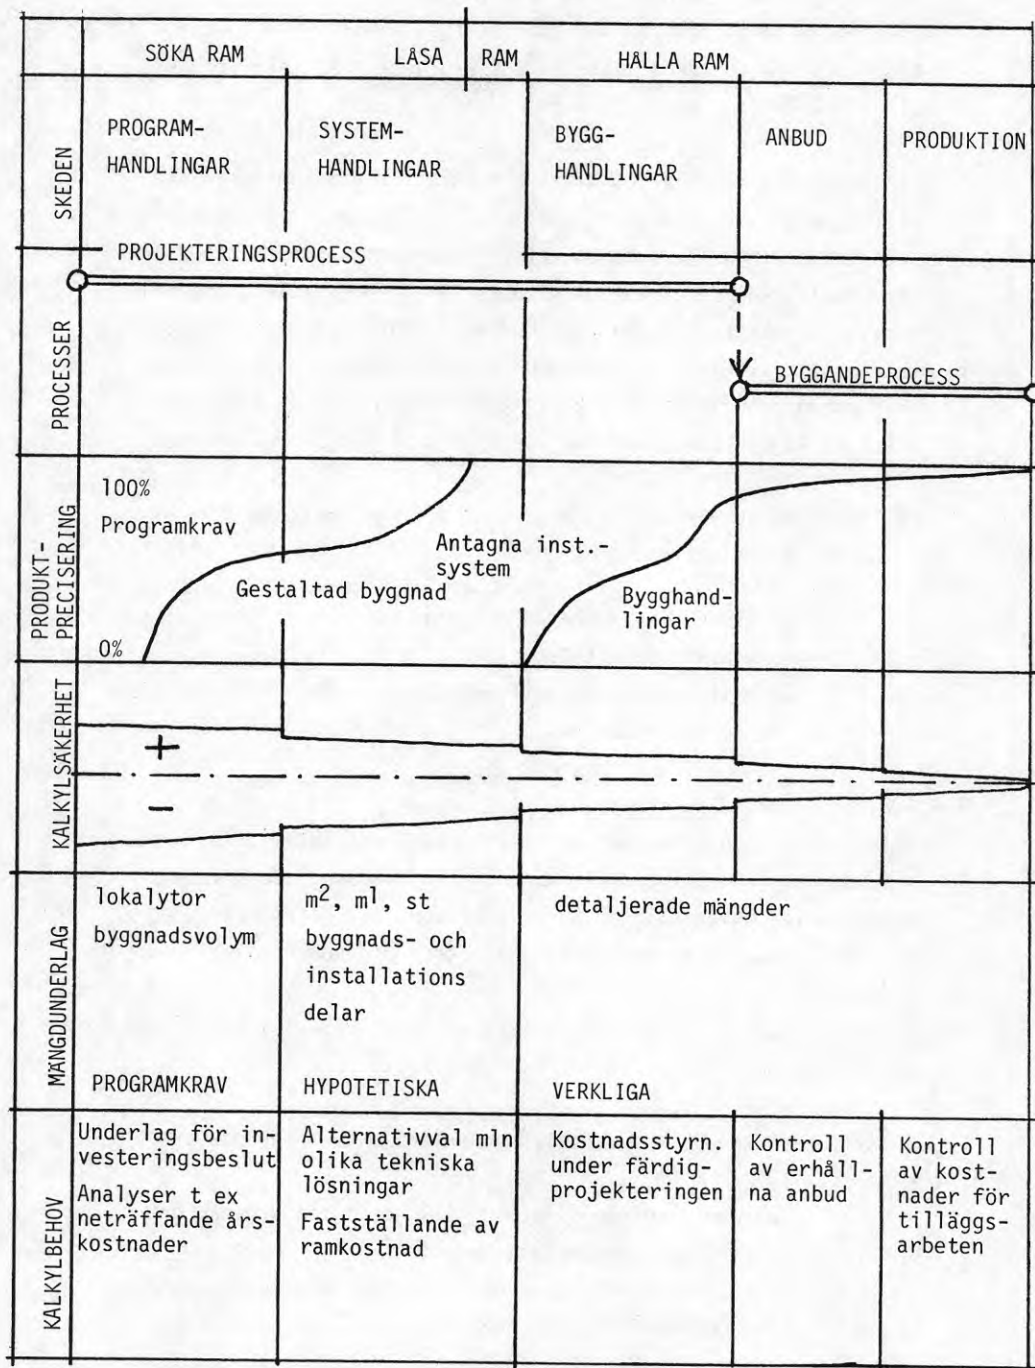 SÖKA RAM
LÅSA RAM
HÅLLA RAM
SKEDEN
PROGRAM-
HANDLINGAR
SYSTEM-
HANDLINGAR
BYGG-
HANDLINGAR
ANBUD
PRODUKTION
PROCESSER
PROJEKTERINGSPROCESS
BYGGANDEPROCESS
PRODUKT-
PRECISERING
100%
Programkrav
0%
Gestaltad byggnad
Antagna inst.-
system
Bygghand-
lingar
KALKYLSÄKERHET
+
−
MÄNGDUNDERLAG
lokalytor
byggnadsvolym
PROGRAMKRAV
m², m¹, st
byggnads- och
installations
delar
HYPOTETISKA
detaljerade mängder
VERKLIGA
KALKYLBEHOV
Underlag för in-
vesteringsbeslut
Analyser t ex
neträffande års-
kostnader
Alternativval mln
olika tekniska
lösningar
Fastställande av
ramkostnad
Kostnadsstyrn.
under färdig-
projekteringen
Kontroll
av erhåll-
na anbud
Kontroll
av kost-
nader för
tilläggs-
arbeten